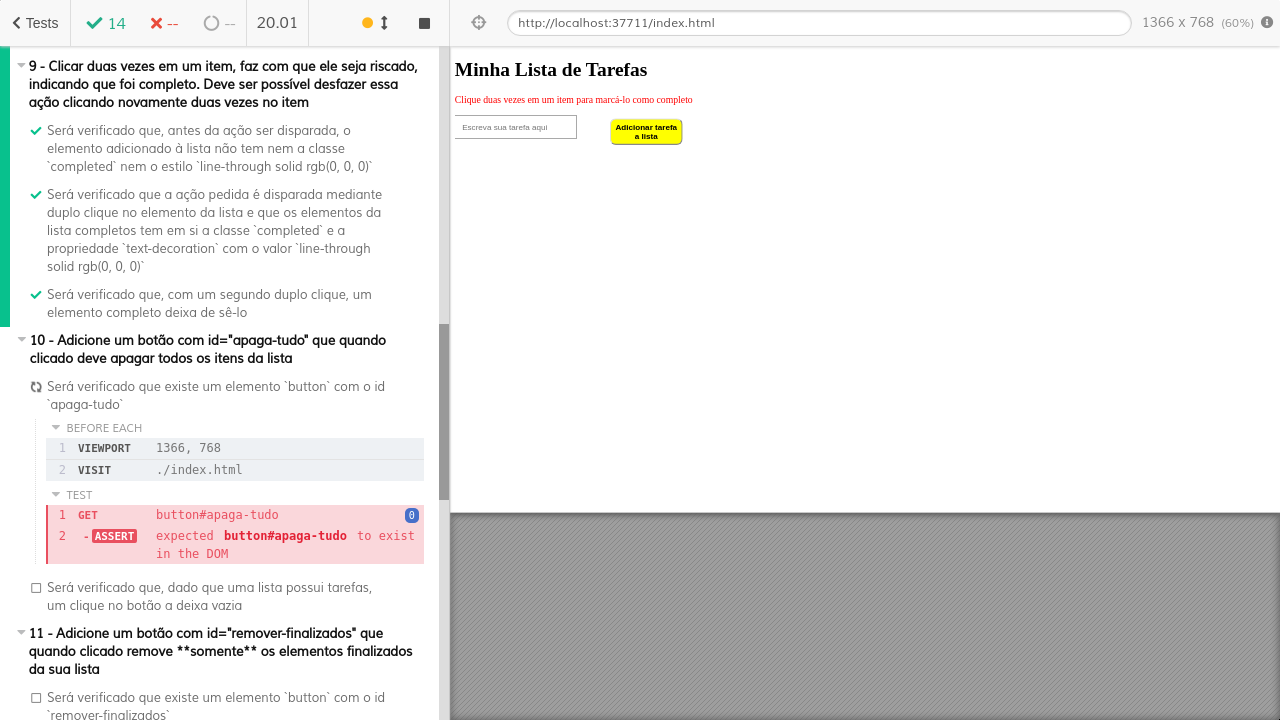 Tests
14
--
--
20.01
http://localhost:37711/index.html
1366 x 768 (60%)
9 - Clicar duas vezes em um item, faz com que ele seja riscado,
indicando que foi completo. Deve ser possível desfazer essa
ação clicando novamente duas vezes no item
Será verificado que, antes da ação ser disparada, o
elemento adicionado à lista não tem nem a classe
`completed` nem o estilo `line-through solid rgb(0, 0, 0)`
Será verificado que a ação pedida é disparada mediante
duplo clique no elemento da lista e que os elementos da
lista completos tem em si a classe `completed` e a
propriedade `text-decoration` com o valor `line-through
solid rgb(0, 0, 0)`
Será verificado que, com um segundo duplo clique, um
elemento completo deixa de sê-lo
10 - Adicione um botão com id="apaga-tudo" que quando
clicado deve apagar todos os itens da lista
Será verificado que existe um elemento `button` com o id
`apaga-tudo`
BEFORE EACH
1 VIEWPORT 1366, 768
2 VISIT ./index.html
TEST
1 GET button#apaga-tudo 0
2 -ASSERT expected button#apaga-tudo to exist
in the DOM
Será verificado que, dado que uma lista possui tarefas,
um clique no botão a deixa vazia
11 - Adicione um botão com id="remover-finalizados" que
quando clicado remove **somente** os elementos finalizados
da sua lista
Será verificado que existe um elemento `button` com o id
`remover-finalizados`
Minha Lista de Tarefas
Clique duas vezes em um item para marcá-lo como completo
Escreva sua tarefa aqui
Adicionar tarefa
a lista